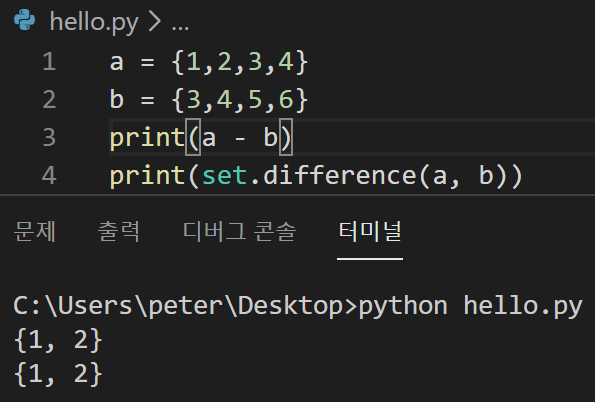 hello.py > ...
1 a = {1,2,3,4}
2 b = {3,4,5,6}
3 print(a - b)
4 print(set.difference(a, b))
문제 출력 디버그 콘솔 터미널
C:\Users\peter\Desktop>python hello.py
{1, 2}
{1, 2}